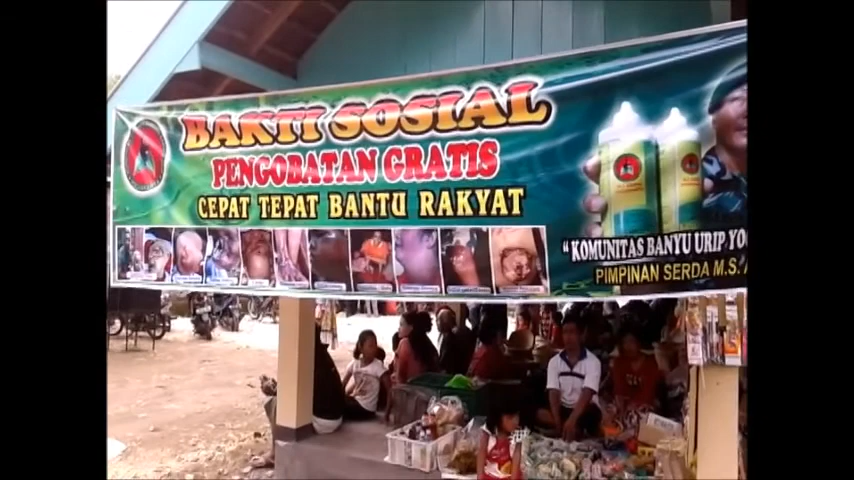 BAKTI SOSIAL
PENGOBATAN GRATIS
CEPAT TEPAT BANTU RAKYAT
"KOMUNITAS BANYU URIP YO
PIMPINAN SERDA M.S.